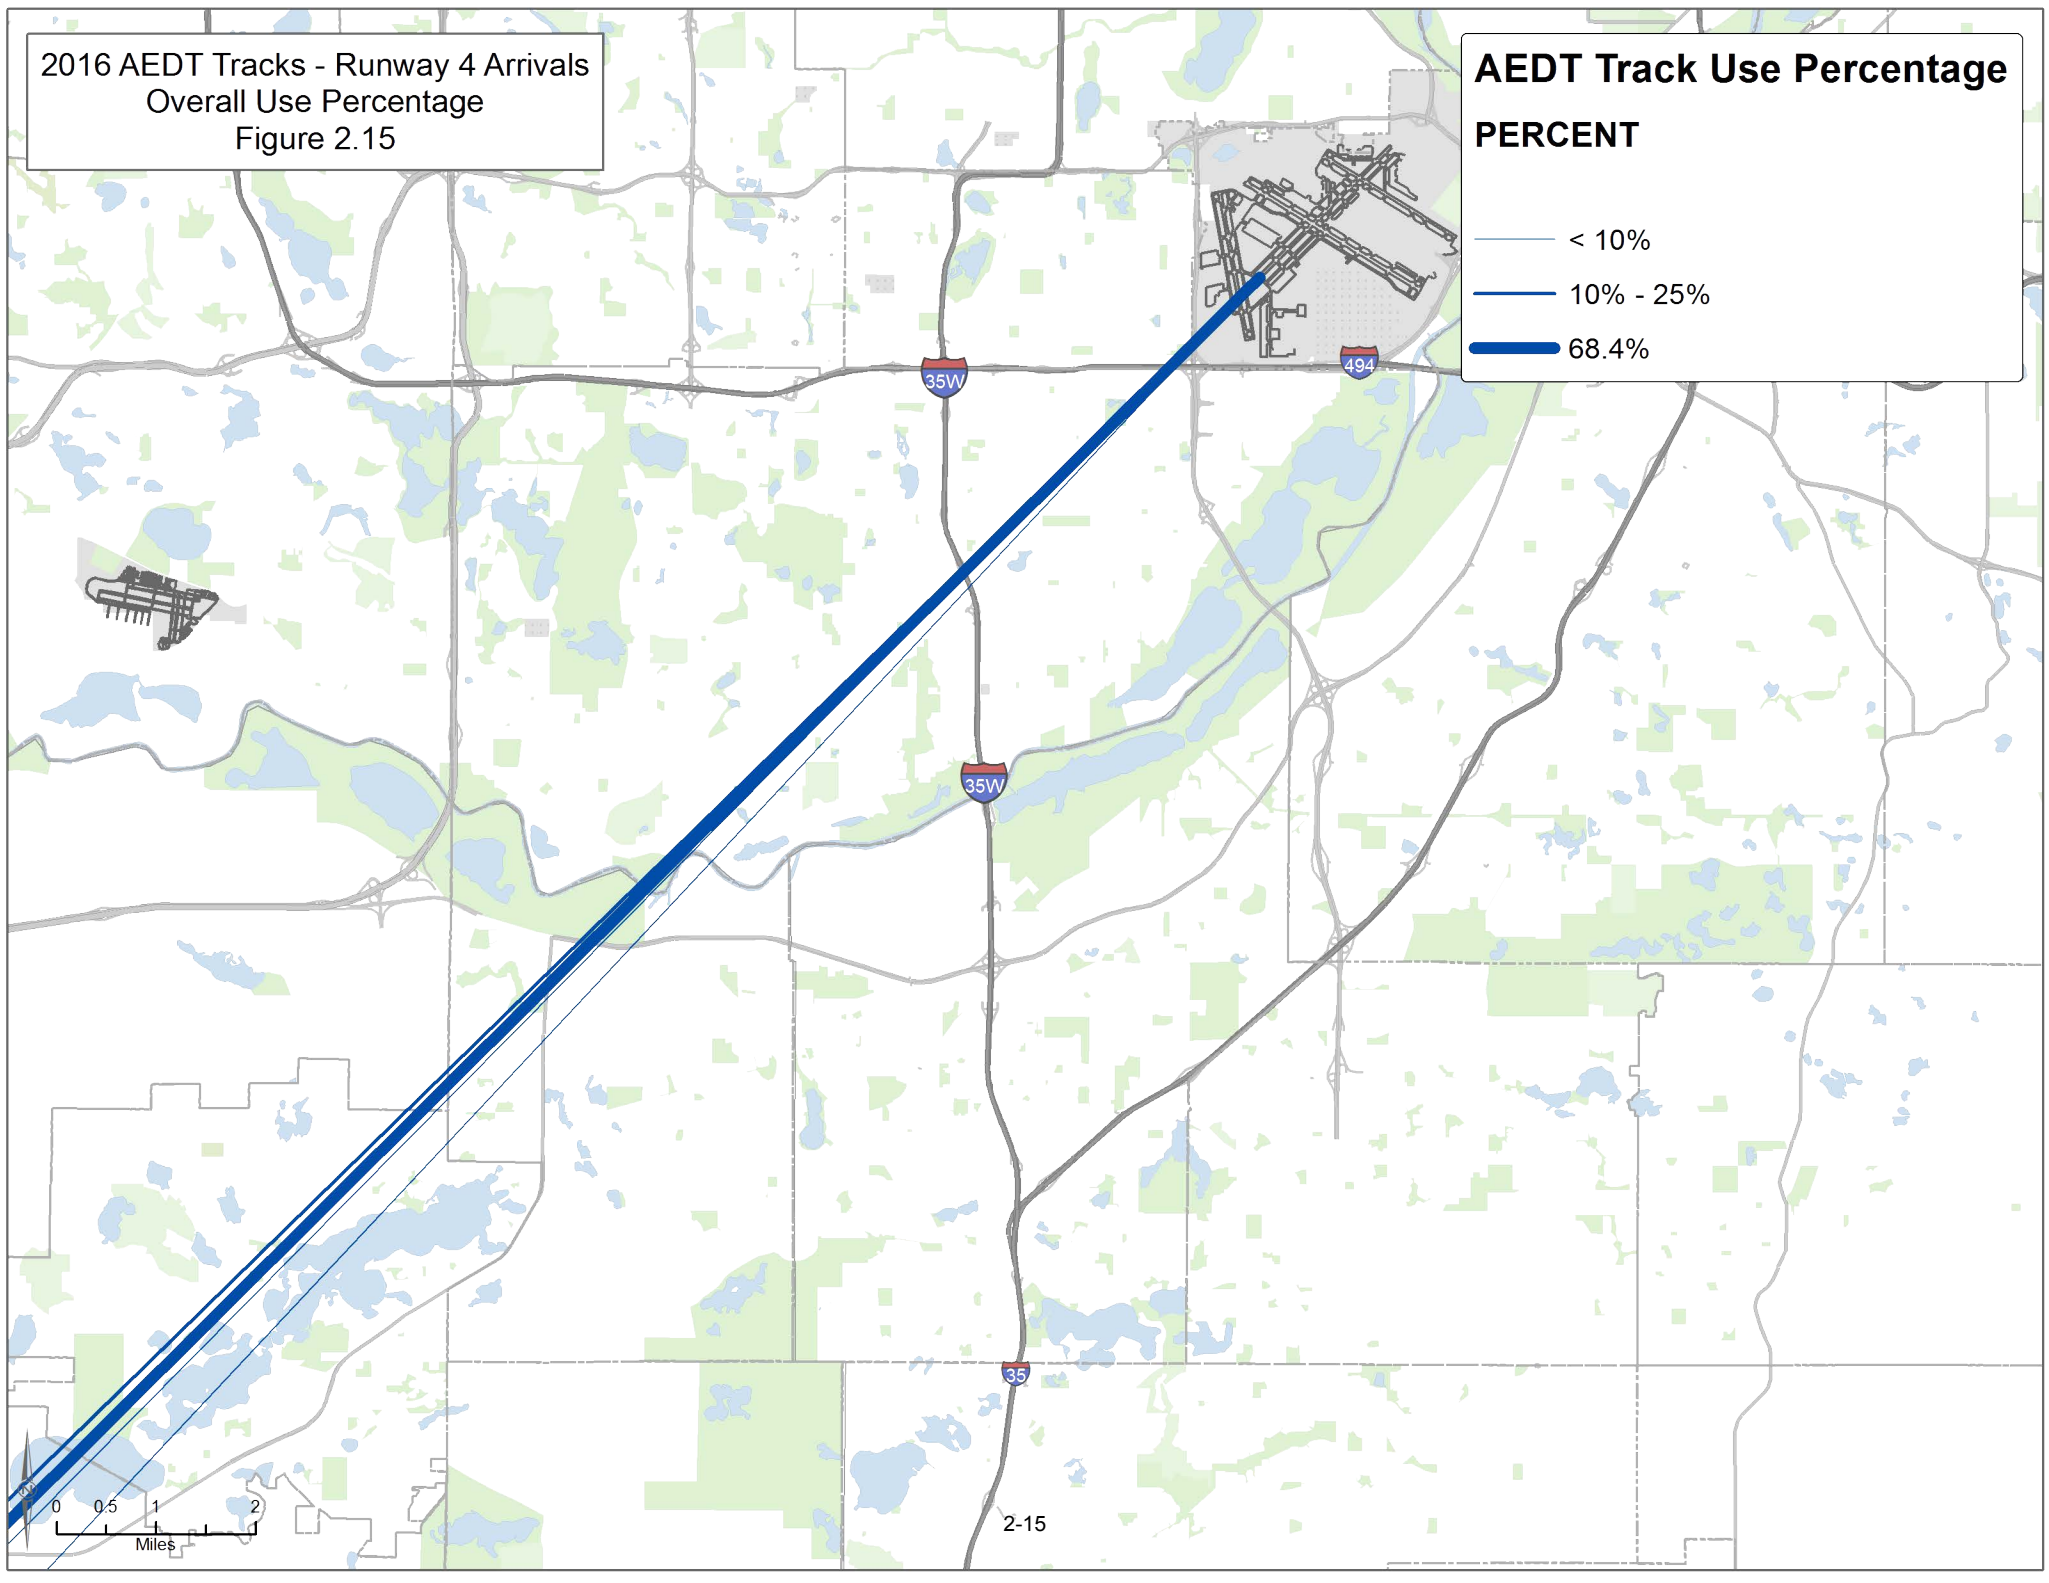 2016 AEDT Tracks - Runway 4 Arrivals
Overall Use Percentage
Figure 2.15
AEDT Track Use Percentage
PERCENT
< 10%
10% - 25%
68.4%
494
35W
35W
35
N
0 0.5 1 2
Miles
2-15